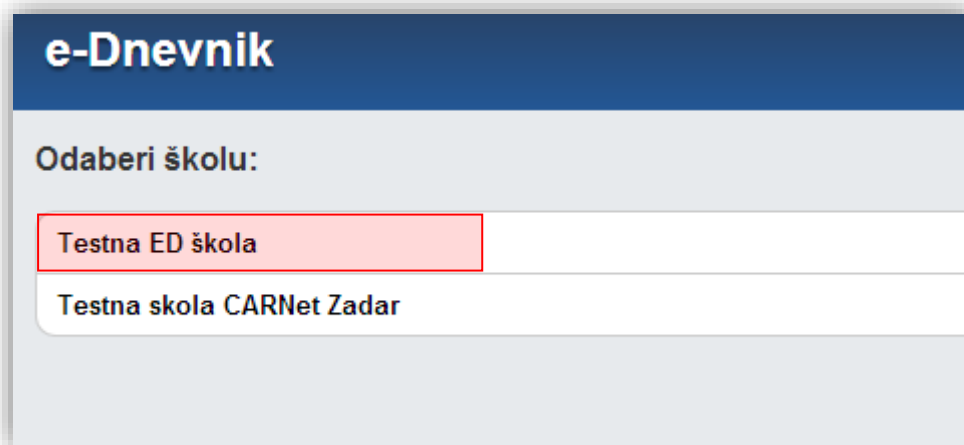 e-Dnevnik
Odaberi školu:
Testna ED škola
Testna skola CARNet Zadar